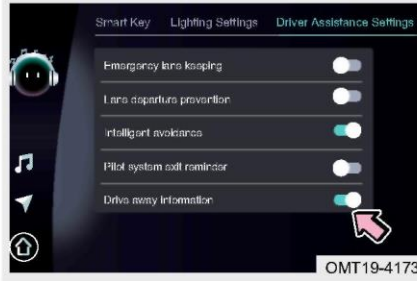 Smart Key Lighting Settings Driver Assistance Settings
Emergency lane keeping
Lane departure prevention
Intelligent avoidance
Pilot system exit reminder
Drive away information
OMT19-4173